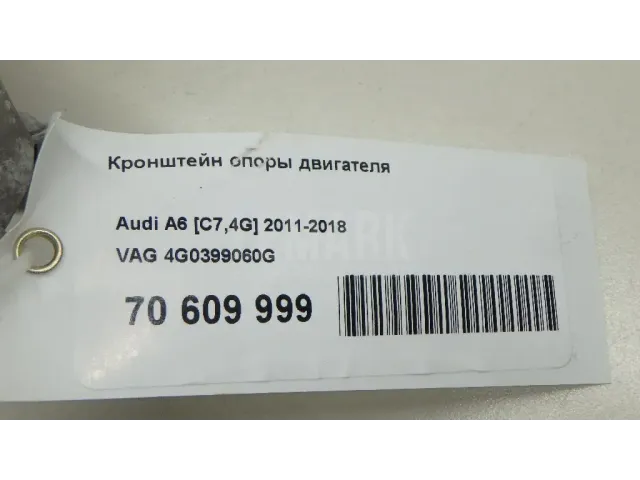 Кронштейн опоры двигателя
Audi A6 [C7,4G] 2011-2018
VAG 4G0399060G
70 609 999